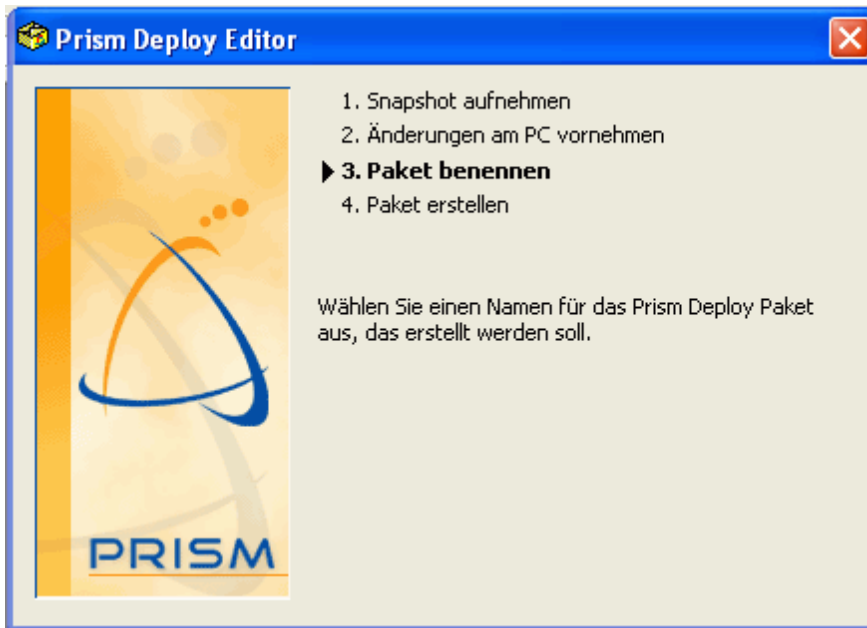 Prism Deploy Editor
1. Snapshot aufnehmen
2. Änderungen am PC vornehmen
3. Paket benennen
4. Paket erstellen
Wählen Sie einen Namen für das Prism Deploy Paket
aus, das erstellt werden soll.
PRISM